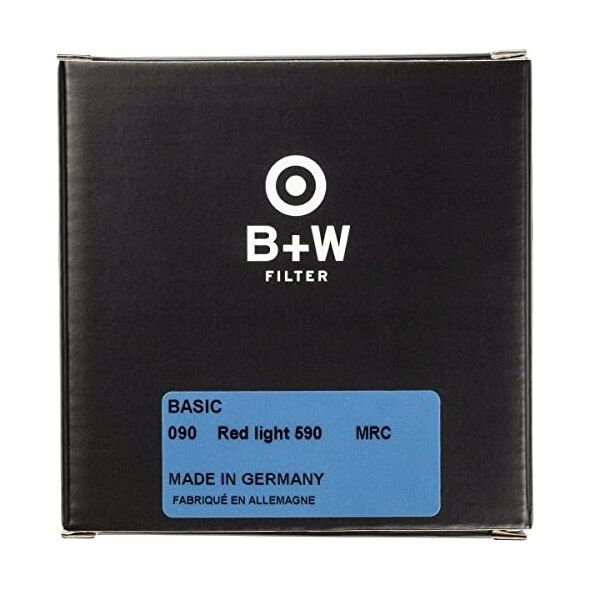 B+W
FILTER
BASIC
090 Red light 590 MRC
MADE IN GERMANY
FABRIQUÉ EN ALLEMAGNE